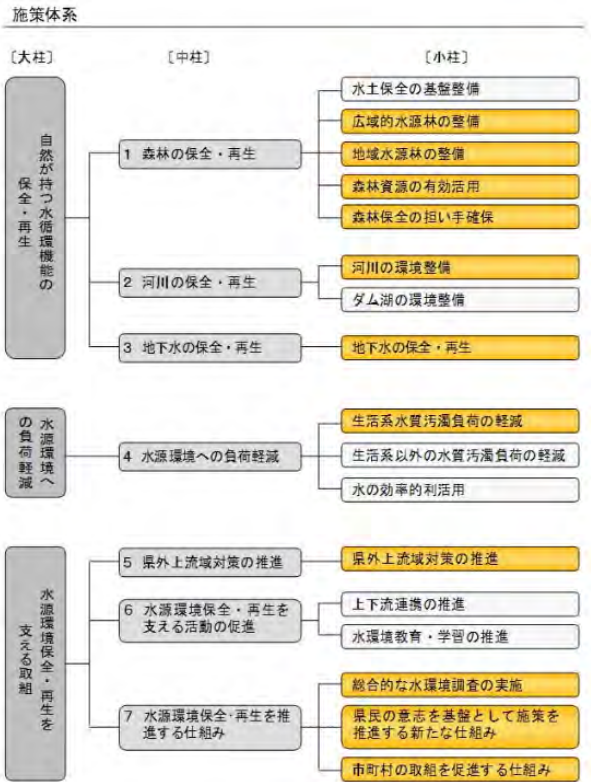 施策体系
〔大柱〕 〔中柱〕 〔小柱〕
自然が持つ水循環機能の
保全・再生
1 森林の保全・再生
水土保全の基盤整備
広域的水源林の整備
地域水源林の整備
森林資源の有効活用
森林保全の担い手確保
2 河川の保全・再生
河川の環境整備
ダム湖の環境整備
3 地下水の保全・再生
地下水の保全・再生
水源環境へ
の負荷軽減
4 水源環境への負荷軽減
生活系水質汚濁負荷の軽減
生活系以外の水質汚濁負荷の軽減
水の効率的利活用
水源環境保全・再生を
支える取組
5 県外上流域対策の推進
県外上流域対策の推進
6 水源環境保全・再生を
支える活動の促進
上下流連携の推進
水環境教育・学習の推進
7 水源環境保全・再生を推
進する仕組み
総合的な水環境調査の実施
県民の意志を基盤として施策を
推進する新たな仕組み
市町村の取組を促進する仕組み